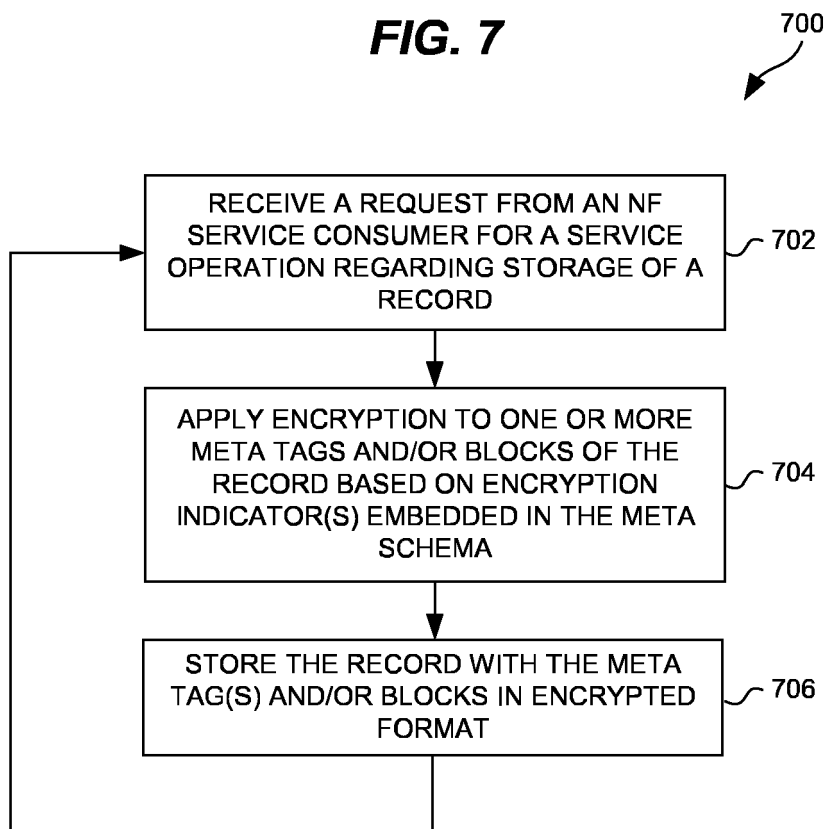 FIG. 7
700
RECEIVE A REQUEST FROM AN NF
SERVICE CONSUMER FOR A SERVICE
OPERATION REGARDING STORAGE OF A
RECORD
702
APPLY ENCRYPTION TO ONE OR MORE
META TAGS AND/OR BLOCKS OF THE
RECORD BASED ON ENCRYPTION
INDICATOR(S) EMBEDDED IN THE META
SCHEMA
704
STORE THE RECORD WITH THE META
TAG(S) AND/OR BLOCKS IN ENCRYPTED
FORMAT
706